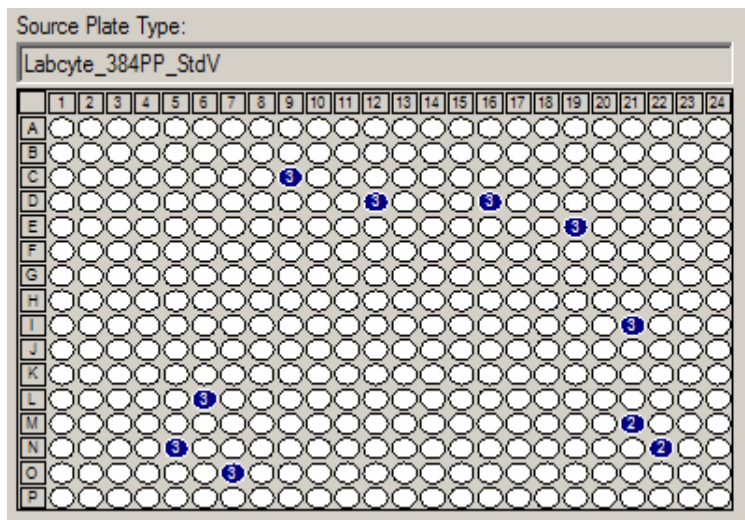 Source Plate Type:
Labcyte_384PP_StdV
1 2 3 4 5 6 7 8 9 10 11 12 13 14 15 16 17 18 19 20 21 22 23 24
A
B
C 3
D 3 3
E 3
F
G
H
I 3
J
K
L 3
M 2
N 3 2
O 3
P